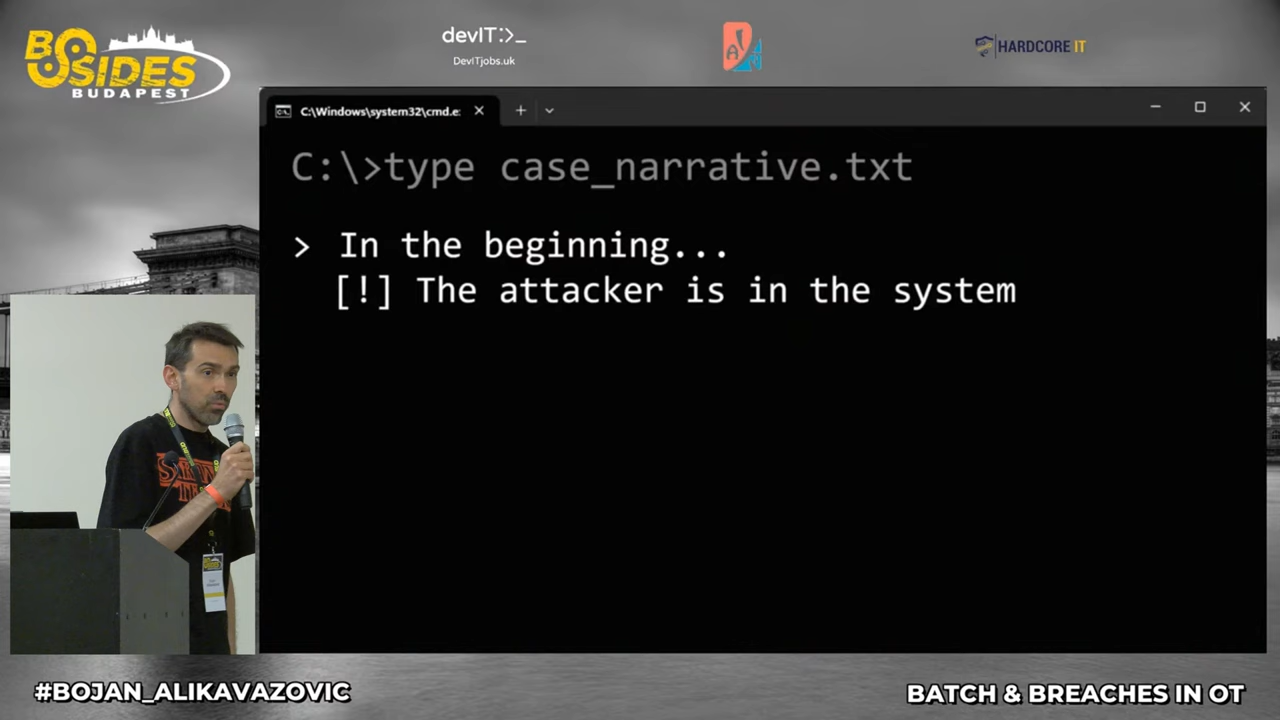 BSIDES
BUDAPEST
devIT:>_
DevITjobs.uk
HARDCORE IT
C:\Windows\system32\cmd.e
C:\>type case_narrative.txt
> In the beginning...
[!] The attacker is in the system
#BOJAN_ALIKAVAZOVIC
BATCH & BREACHES IN OT